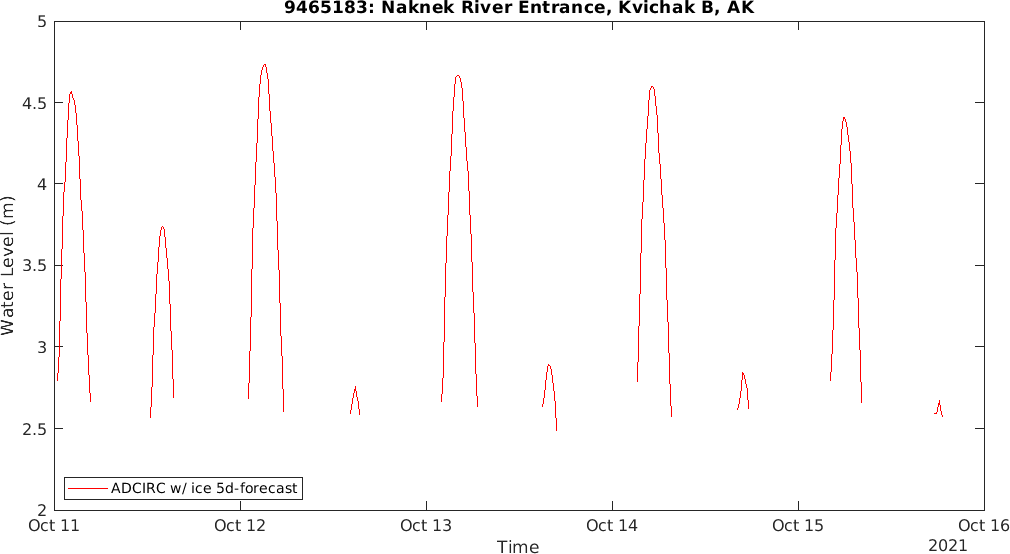 9465183: Naknek River Entrance, Kvichak B, AK
Water Level (m)
5
4.5
4
3.5
3
2.5
2
ADCIRC w/ ice 5d-forecast
Oct 11
Oct 12
Oct 13
Oct 14
Oct 15
Oct 16
2021
Time